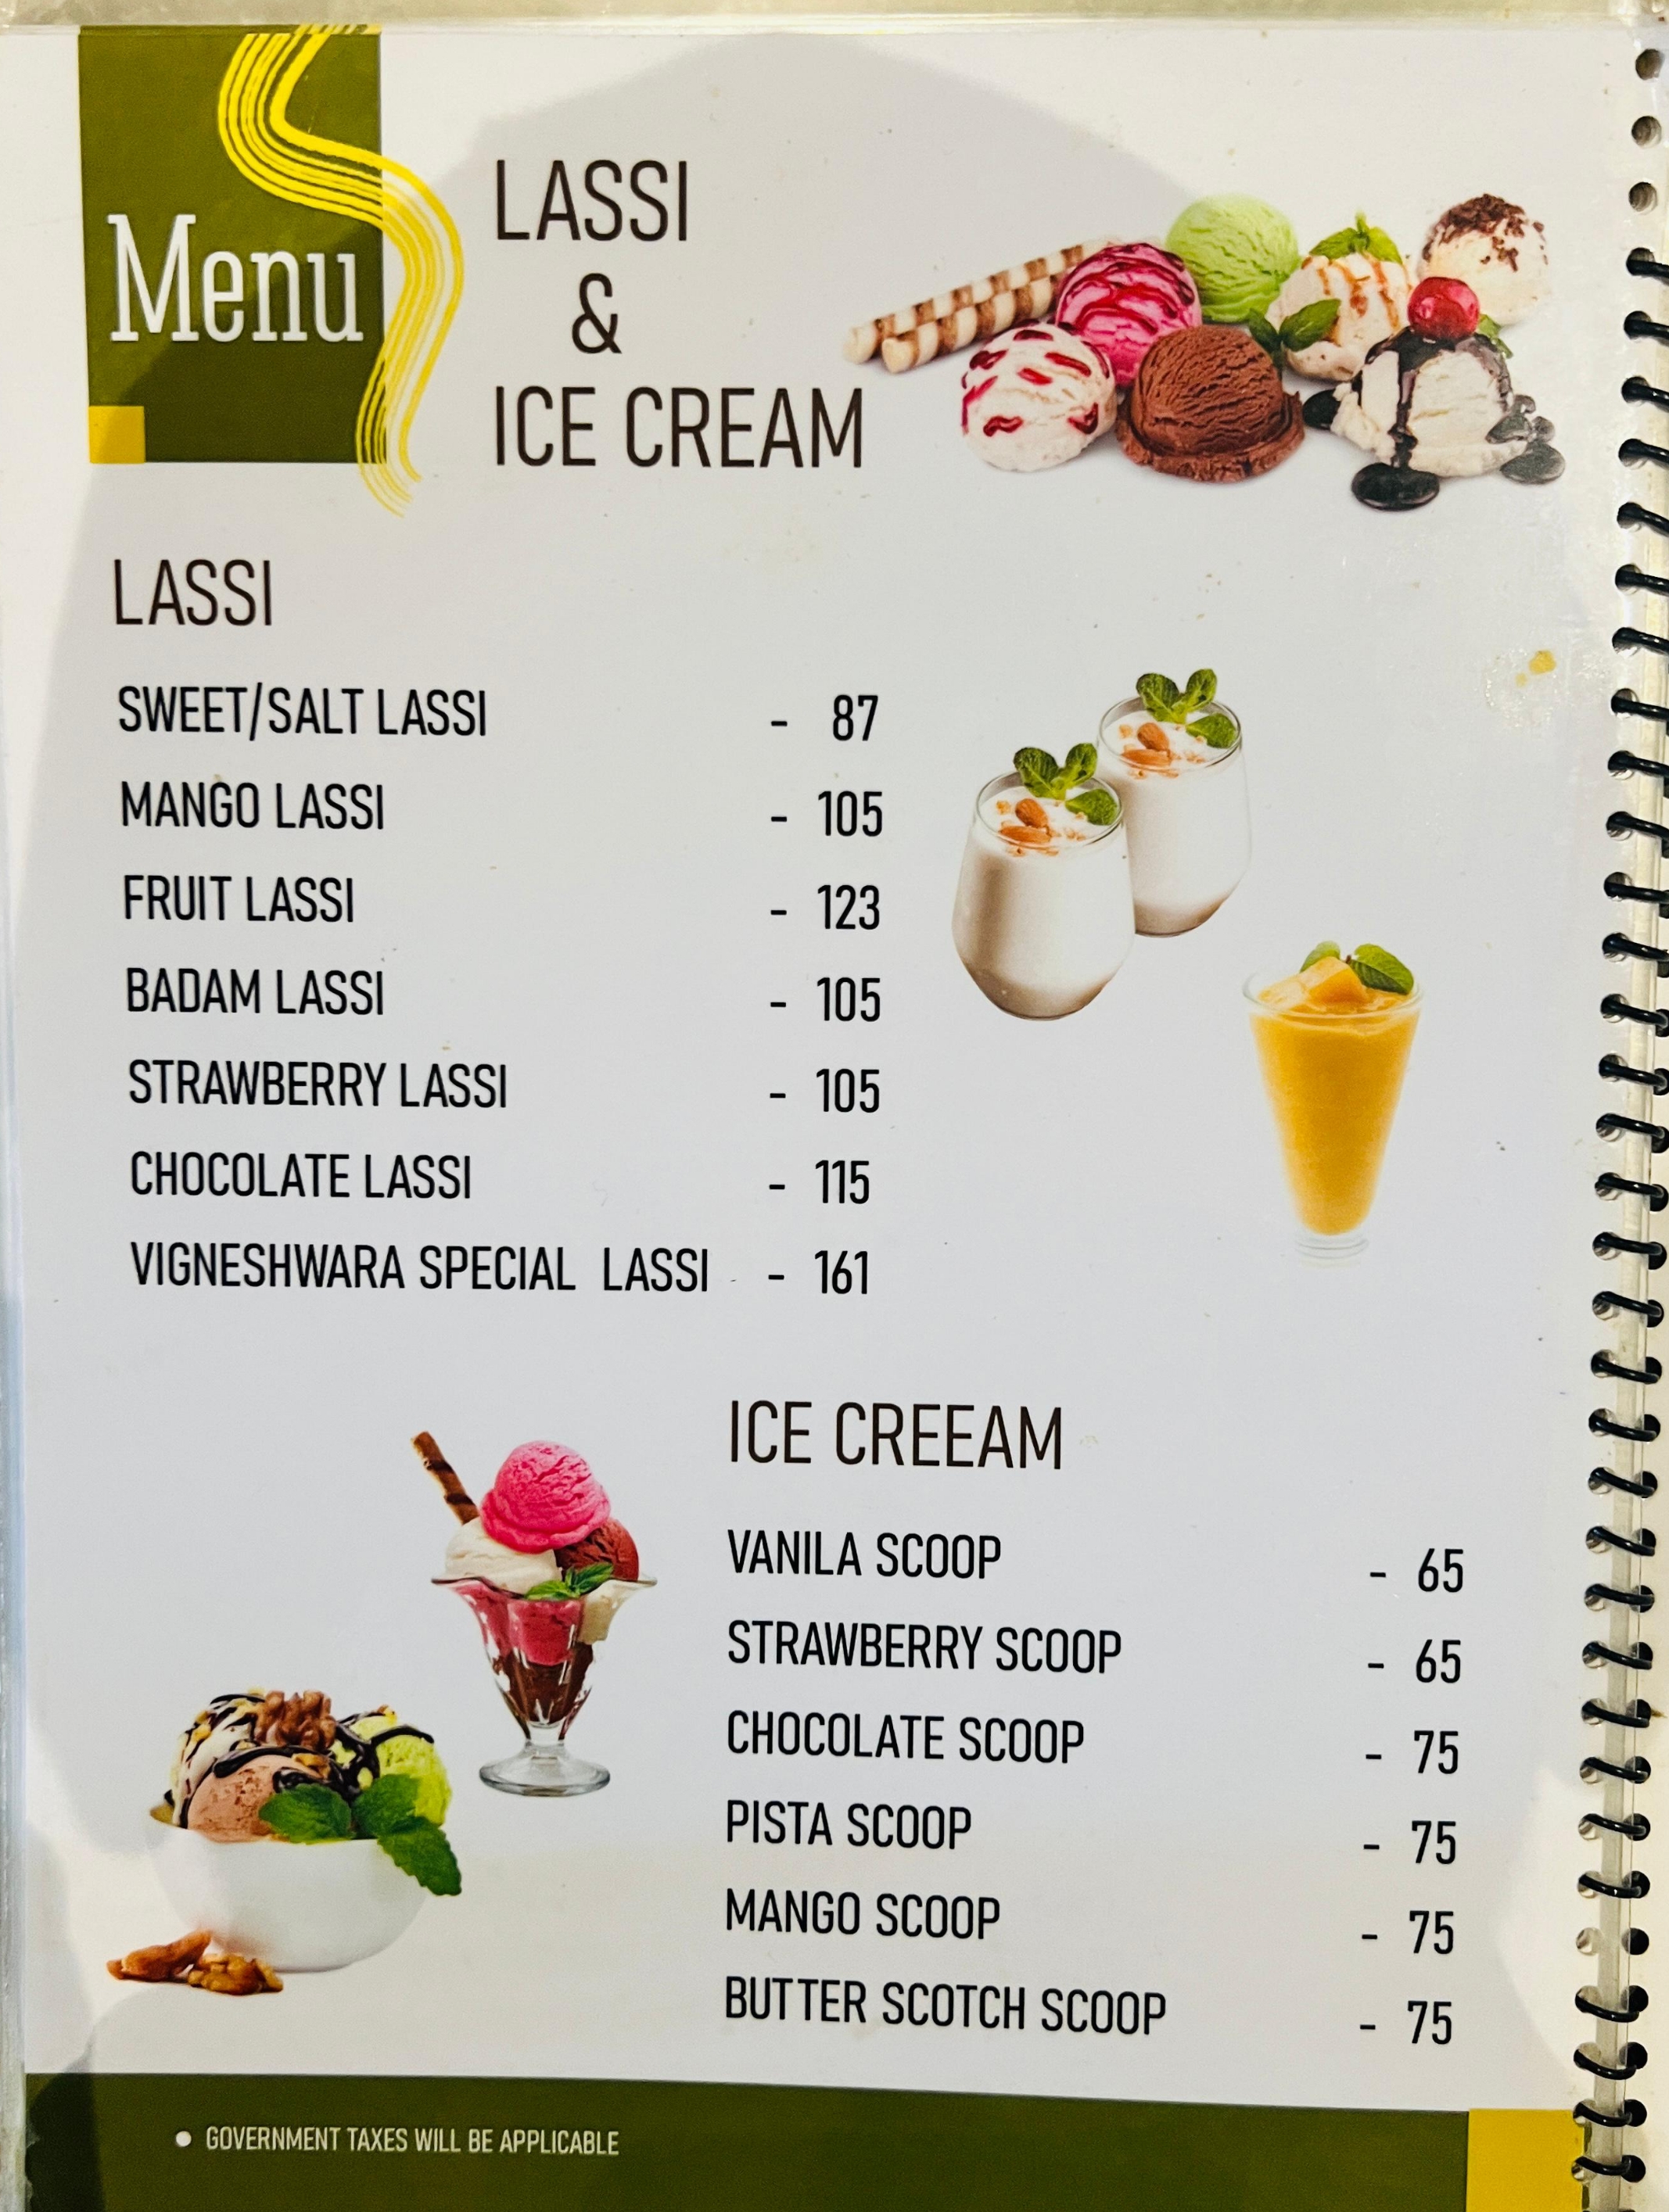 Menu
LASSI
&
ICE CREAM
LASSI
SWEET/SALT LASSI - 87
MANGO LASSI - 105
FRUIT LASSI - 123
BADAM LASSI - 105
STRAWBERRY LASSI - 105
CHOCOLATE LASSI - 115
VIGNESHWARA SPECIAL LASSI - 161
ICE CREEAM
VANILA SCOOP - 65
STRAWBERRY SCOOP - 65
CHOCOLATE SCOOP - 75
PISTA SCOOP - 75
MANGO SCOOP - 75
BUTTER SCOTCH SCOOP - 75
• GOVERNMENT TAXES WILL BE APPLICABLE